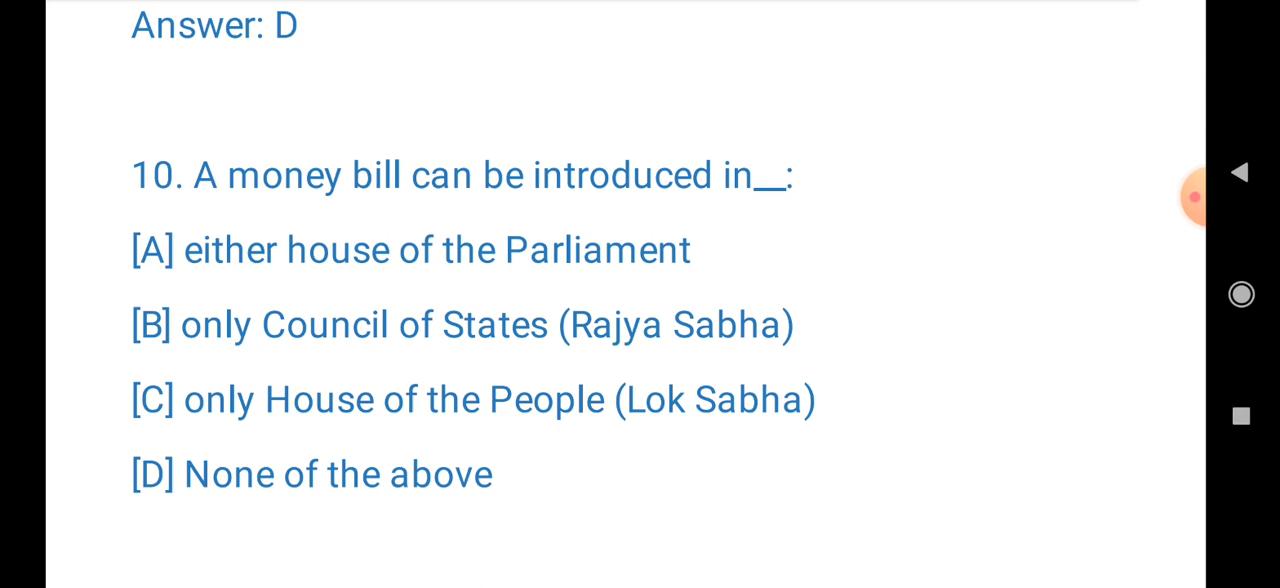 Answer: D
10. A money bill can be introduced in__:
[A] either house of the Parliament
[B] only Council of States (Rajya Sabha)
[C] only House of the People (Lok Sabha)
[D] None of the above